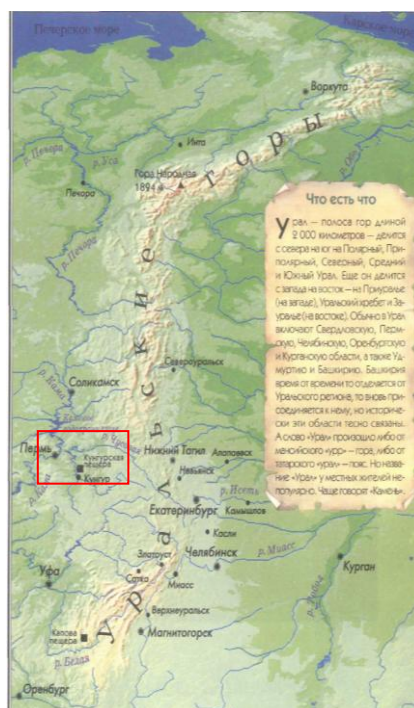 Печорское море
Карское море
Воркута
р. Печора
р. Уса
Инта
р. Обь
Гора Народная
1894 м
Печора
р. Печора
Уральские горы
Что есть что
Урал — полоса гор длиной
2 000 километров — делится
с севера на юг на Полярный, При-
полярный, Северный, Средний
и Южный Урал. Еще он делится
с запада на восток — на Приуралье
(на западе), Уральский хребет и За-
уралье (на востоке). Обычно в Урал
включают Свердловскую, Перм-
скую, Челябинскую, Оренбургскую
и Курганскую области, а также Уд-
муртию и Башкирию. Башкирия
время от времени то отделяется от
Уральского региона, то вновь при-
соединяется к нему, но историче-
ски эти области тесно связаны.
А слово «Урал» произошло либо от
мансийского «урр» — гора, либо от
татарского «урал» — пояс. Но назва-
ние «Урал» у местных жителей не-
популярно. Чаще говорят «Камень».
Североуральск
Соликамск
р. Кама
р. Чусовая
Пермь
Кунгурская
пещера
Кунгур
р. Кама
Нижний Тагил
Алапаевск
Невьянск
р. Исеть
Екатеринбург
Камышлов
Касли
Златоуст
Челябинск
р. Миасс
Курган
Уфа
Сатка
Миасс
Верхнеуральск
Капова
пещера
Магнитогорск
р. Белая
Оренбург